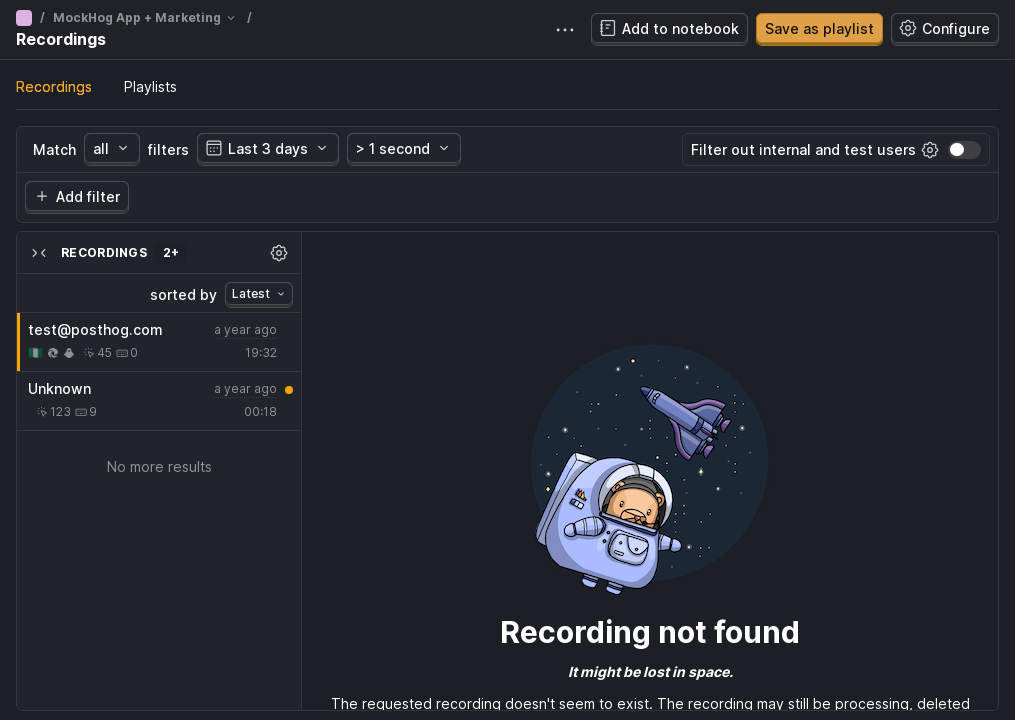 / MockHog App + Marketing /
Recordings
Add to notebook
Save as playlist
Configure
Recordings
Playlists
Match all filters Last 3 days > 1 second
Filter out internal and test users
Add filter
RECORDINGS 2+
sorted by Latest
test@posthog.com a year ago
45 0 19:32
Unknown a year ago
123 9 00:18
No more results
Recording not found
It might be lost in space.
The requested recording doesn't seem to exist. The recording may still be processing, deleted